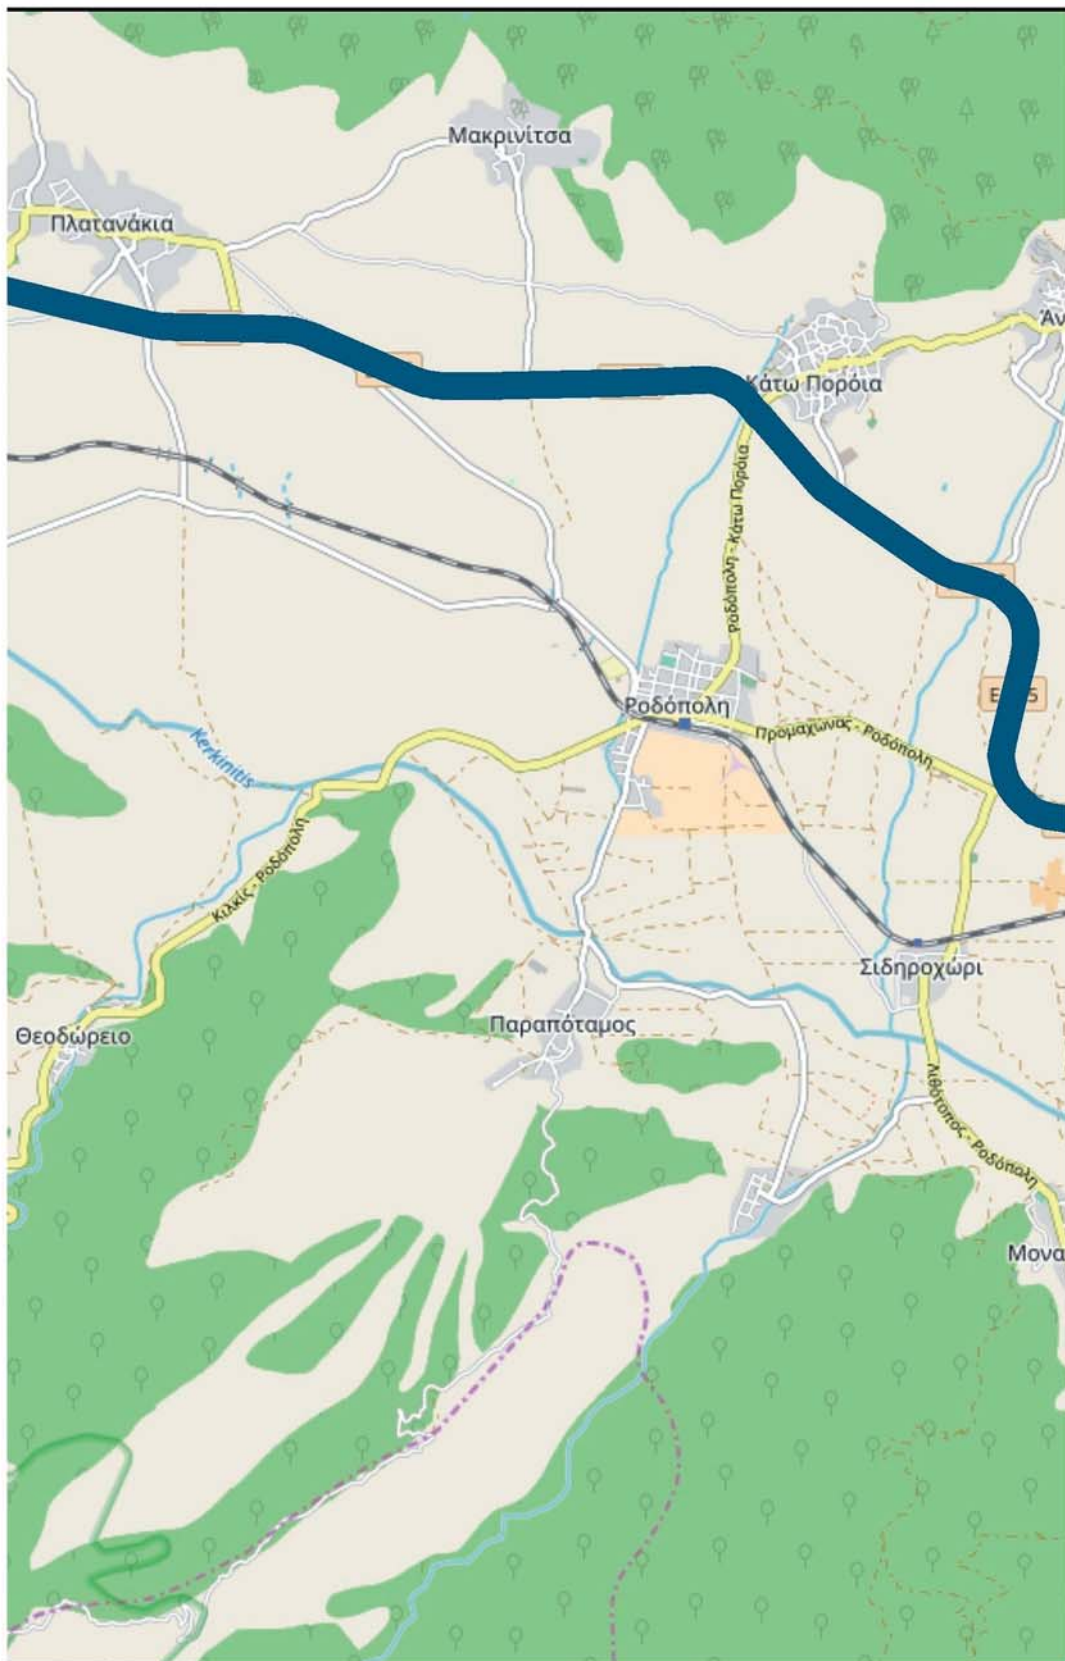 Μακρινίτσα
Πλατανάκια
Κάτω Πορόια
Ροδόπολη - Κάτω Πορόια
Ροδόπολη
Προμαχώνας - Ροδόπολη
Kerkinitis
Κιλκίς - Ροδόπολη
Σιδηροχώρι
Παραπόταμος
Θεοδώρειο
Λιθότοπος - Ροδόπολη